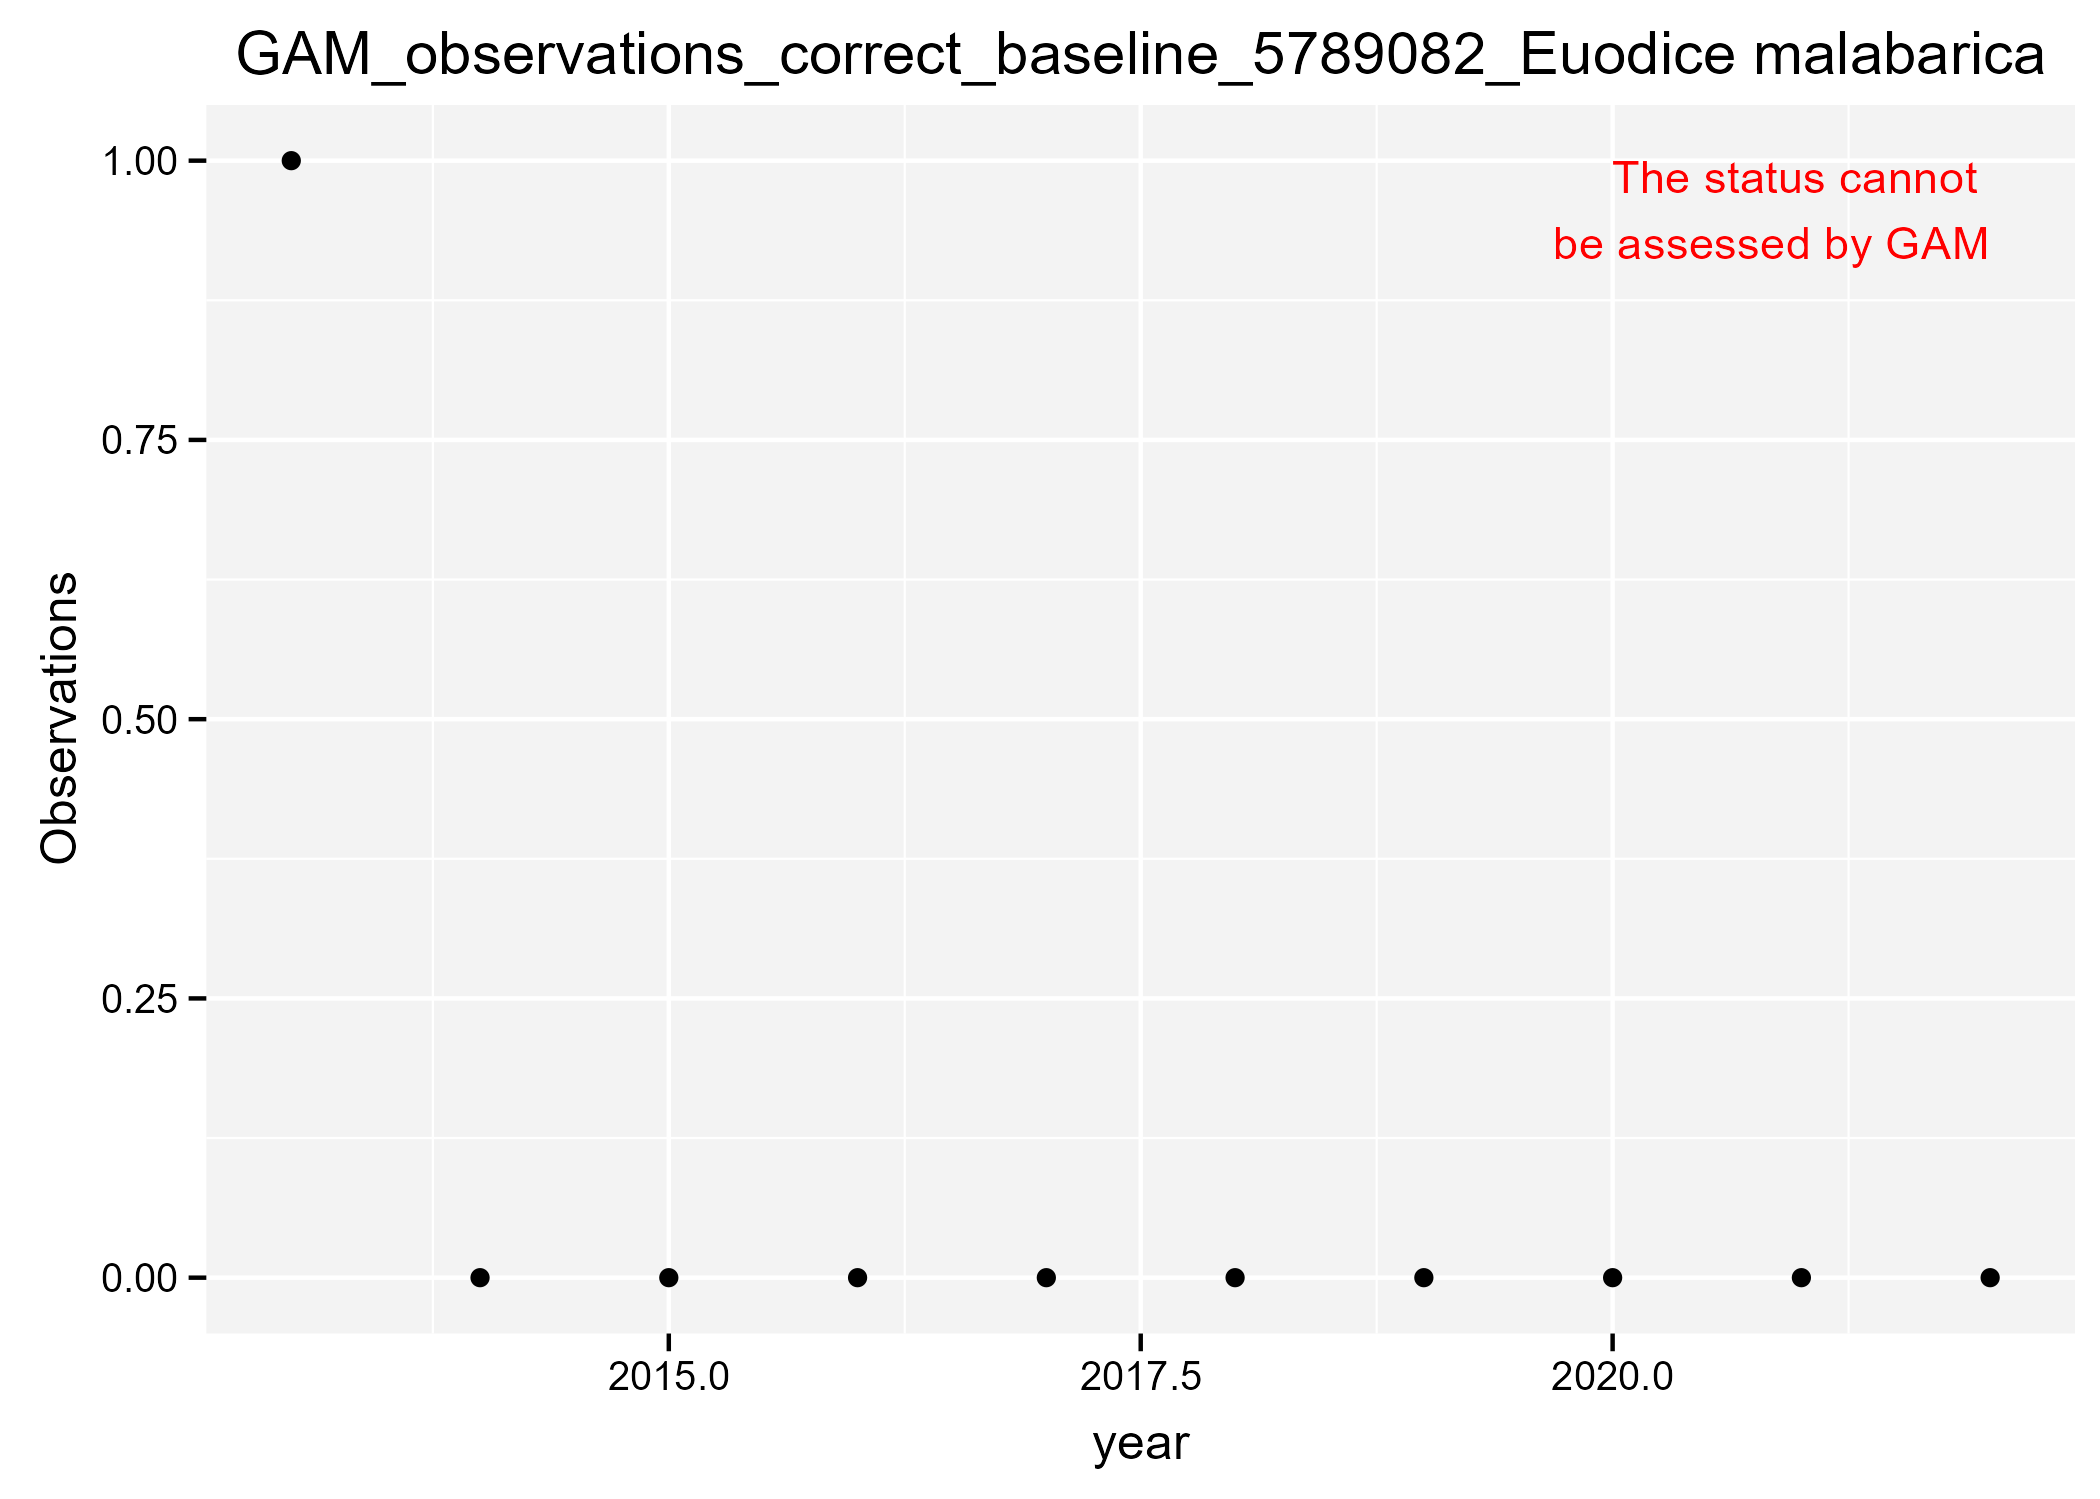 GAM_observations_correct_baseline_5789082_Euodice malabarica
1.00
The status cannot
be assessed by GAM
0.75
0.50
0.25
0.00
Observations
2015.0 2017.5 2020.0
year